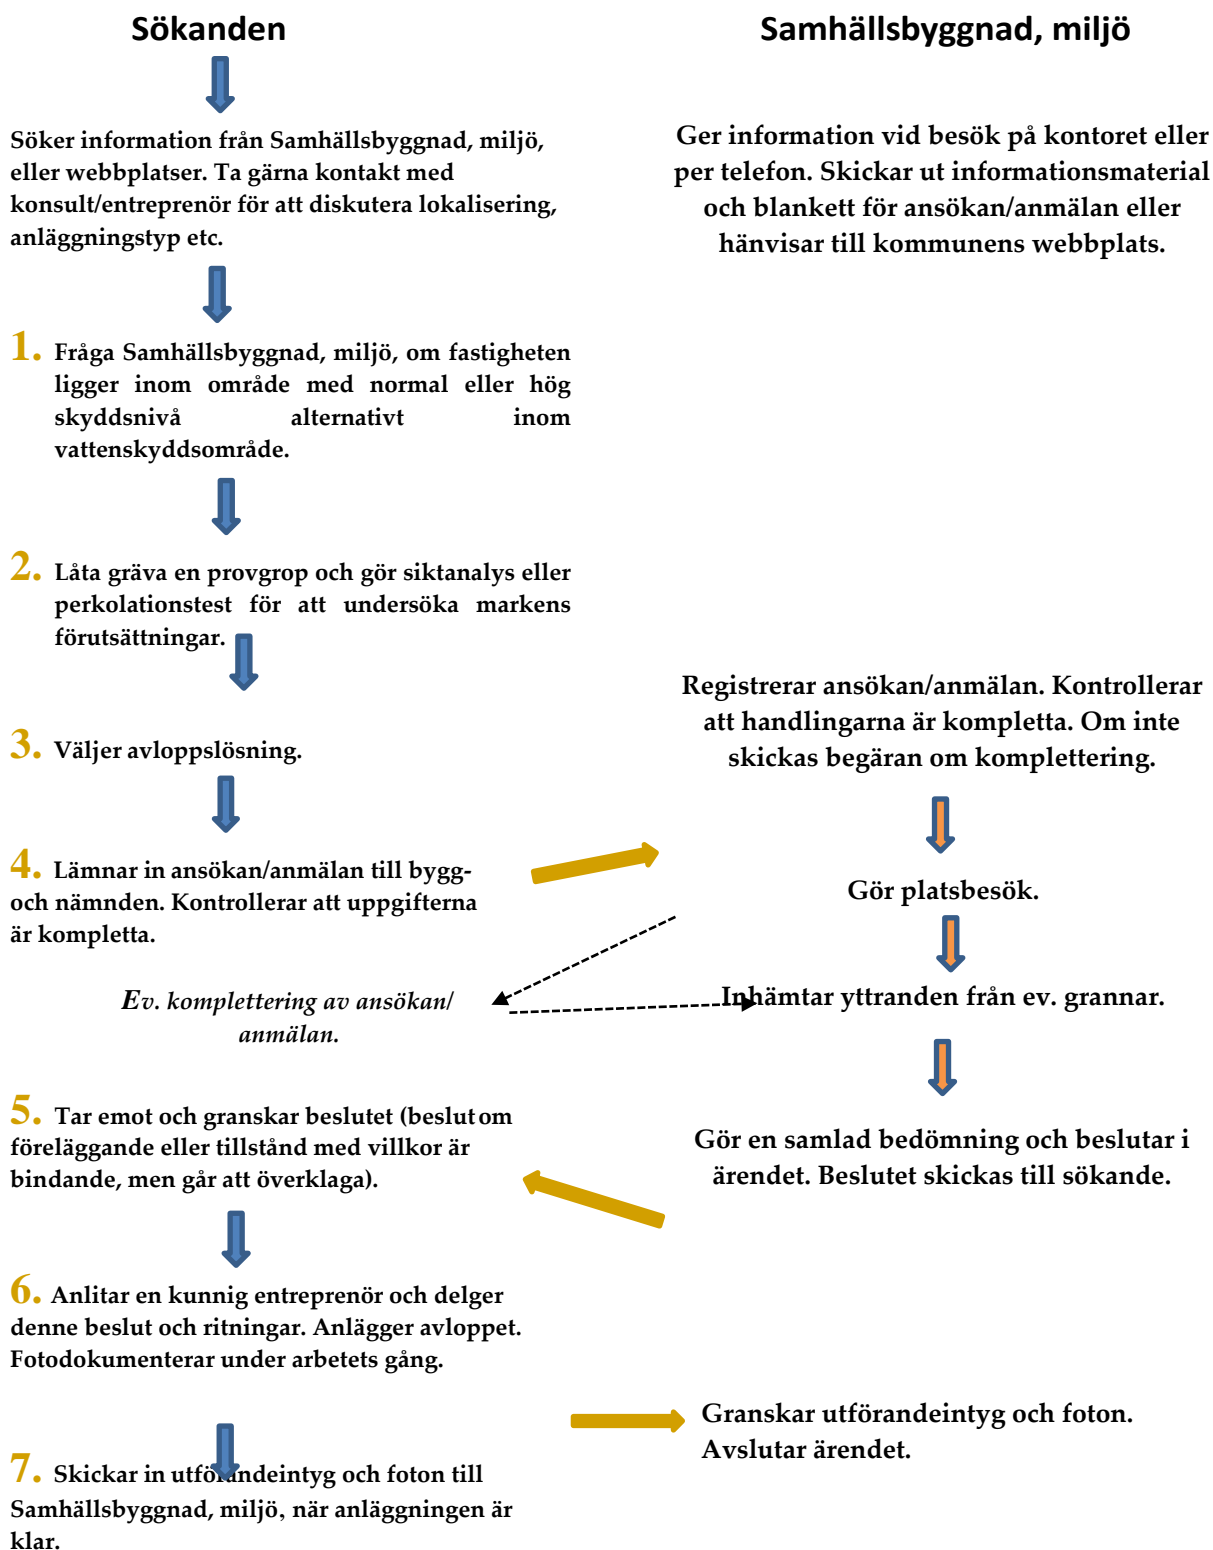 Sökanden
Samhällsbyggnad, miljö
Söker information från Samhällsbyggnad, miljö,
eller webbplatser. Ta gärna kontakt med
konsult/entreprenör för att diskutera lokalisering,
anläggningstyp etc.
Ger information vid besök på kontoret eller
per telefon. Skickar ut informationsmaterial
och blankett för ansökan/anmälan eller
hänvisar till kommunens webbplats.
1. Fråga Samhällsbyggnad, miljö, om fastigheten
ligger inom område med normal eller hög
skyddsnivå alternativt inom
vattenskyddsområde.
2. Låta gräva en provgrop och gör siktanalys eller
perkolationstest för att undersöka markens
förutsättningar.
3. Väljer avloppslösning.
Registrerar ansökan/anmälan. Kontrollerar
att handlingarna är kompletta. Om inte
skickas begäran om komplettering.
4. Lämnar in ansökan/anmälan till bygg-
och nämnden. Kontrollerar att uppgifterna
är kompletta.
Gör platsbesök.
Ev. komplettering av ansökan/
anmälan.
Inhämtar yttranden från ev. grannar.
5. Tar emot och granskar beslutet (beslut om
föreläggande eller tillstånd med villkor är
bindande, men går att överklaga).
Gör en samlad bedömning och beslutar i
ärendet. Beslutet skickas till sökande.
6. Anlitar en kunnig entreprenör och delger
denne beslut och ritningar. Anlägger avloppet.
Fotodokumenterar under arbetets gång.
Granskar utförandeintyg och foton.
Avslutar ärendet.
7. Skickar in utförandeintyg och foton till
Samhällsbyggnad, miljö, när anläggningen är
klar.